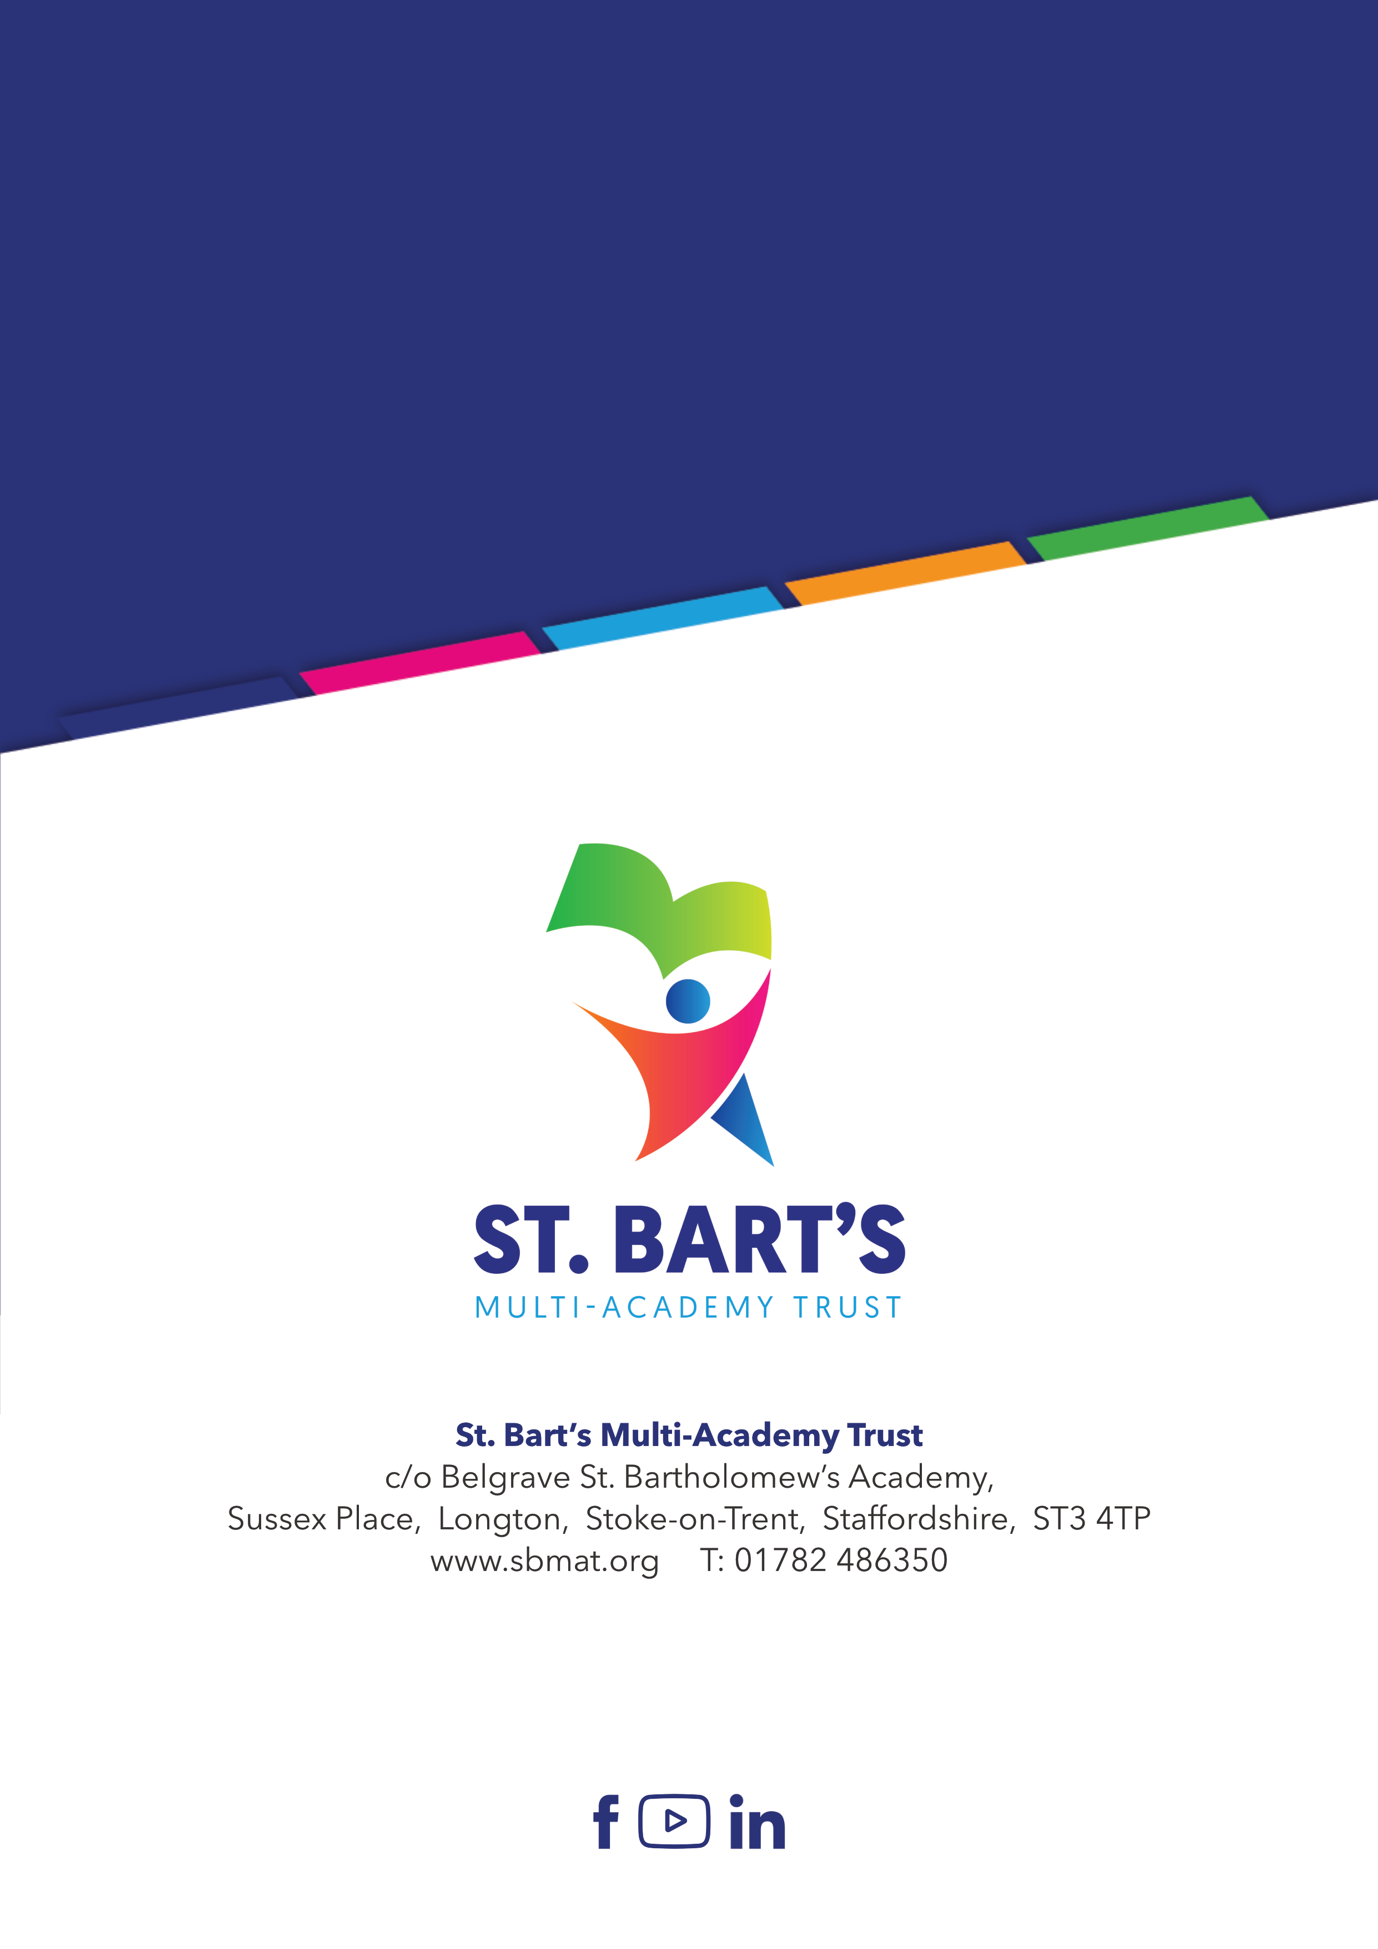 ST. BART’S
MULTI-ACADEMY TRUST
St. Bart’s Multi-Academy Trust
c/o Belgrave St. Bartholomew’s Academy,
Sussex Place, Longton, Stoke-on-Trent, Staffordshire, ST3 4TP
www.sbmat.org T: 01782 486350
f in